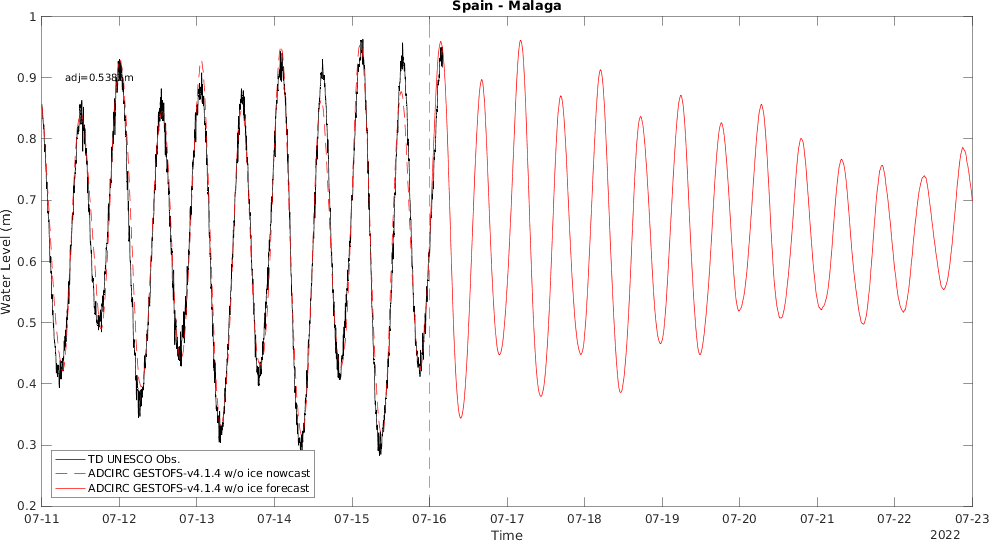 Spain - Malaga
adj=0.538 m
Water Level (m)
1
0.9
0.8
0.7
0.6
0.5
0.4
0.3
0.2
TD UNESCO Obs.
ADCIRC GESTOFS-v4.1.4 w/o ice nowcast
ADCIRC GESTOFS-v4.1.4 w/o ice forecast
07-11 07-12 07-13 07-14 07-15 07-16 07-17 07-18 07-19 07-20 07-21 07-22 07-23
Time
2022